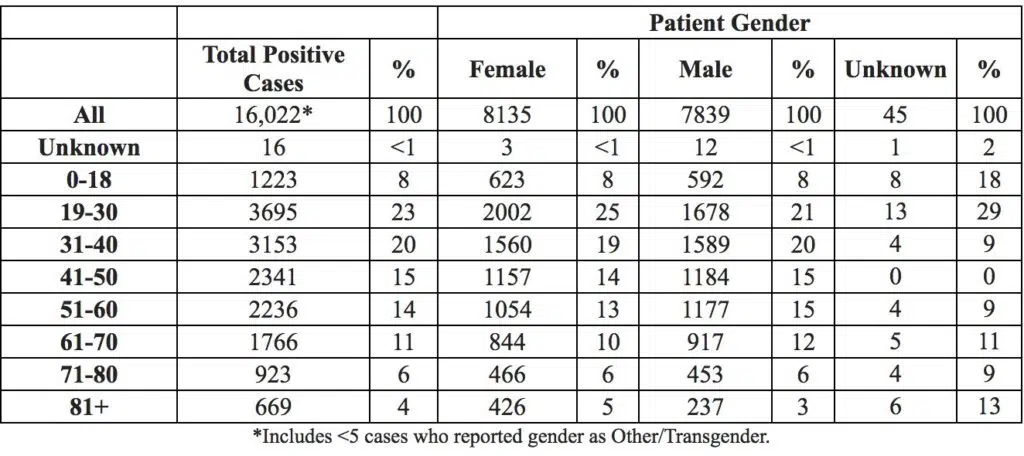 Patient Gender
Total Positive Cases % Female % Male % Unknown %
All 16,022* 100 8135 100 7839 100 45 100
Unknown 16 <1 3 <1 12 <1 1 2
0-18 1223 8 623 8 592 8 8 18
19-30 3695 23 2002 25 1678 21 13 29
31-40 3153 20 1560 19 1589 20 4 9
41-50 2341 15 1157 14 1184 15 0 0
51-60 2236 14 1054 13 1177 15 4 9
61-70 1766 11 844 10 917 12 5 11
71-80 923 6 466 6 453 6 4 9
81+ 669 4 426 5 237 3 6 13
*Includes <5 cases who reported gender as Other/Transgender.